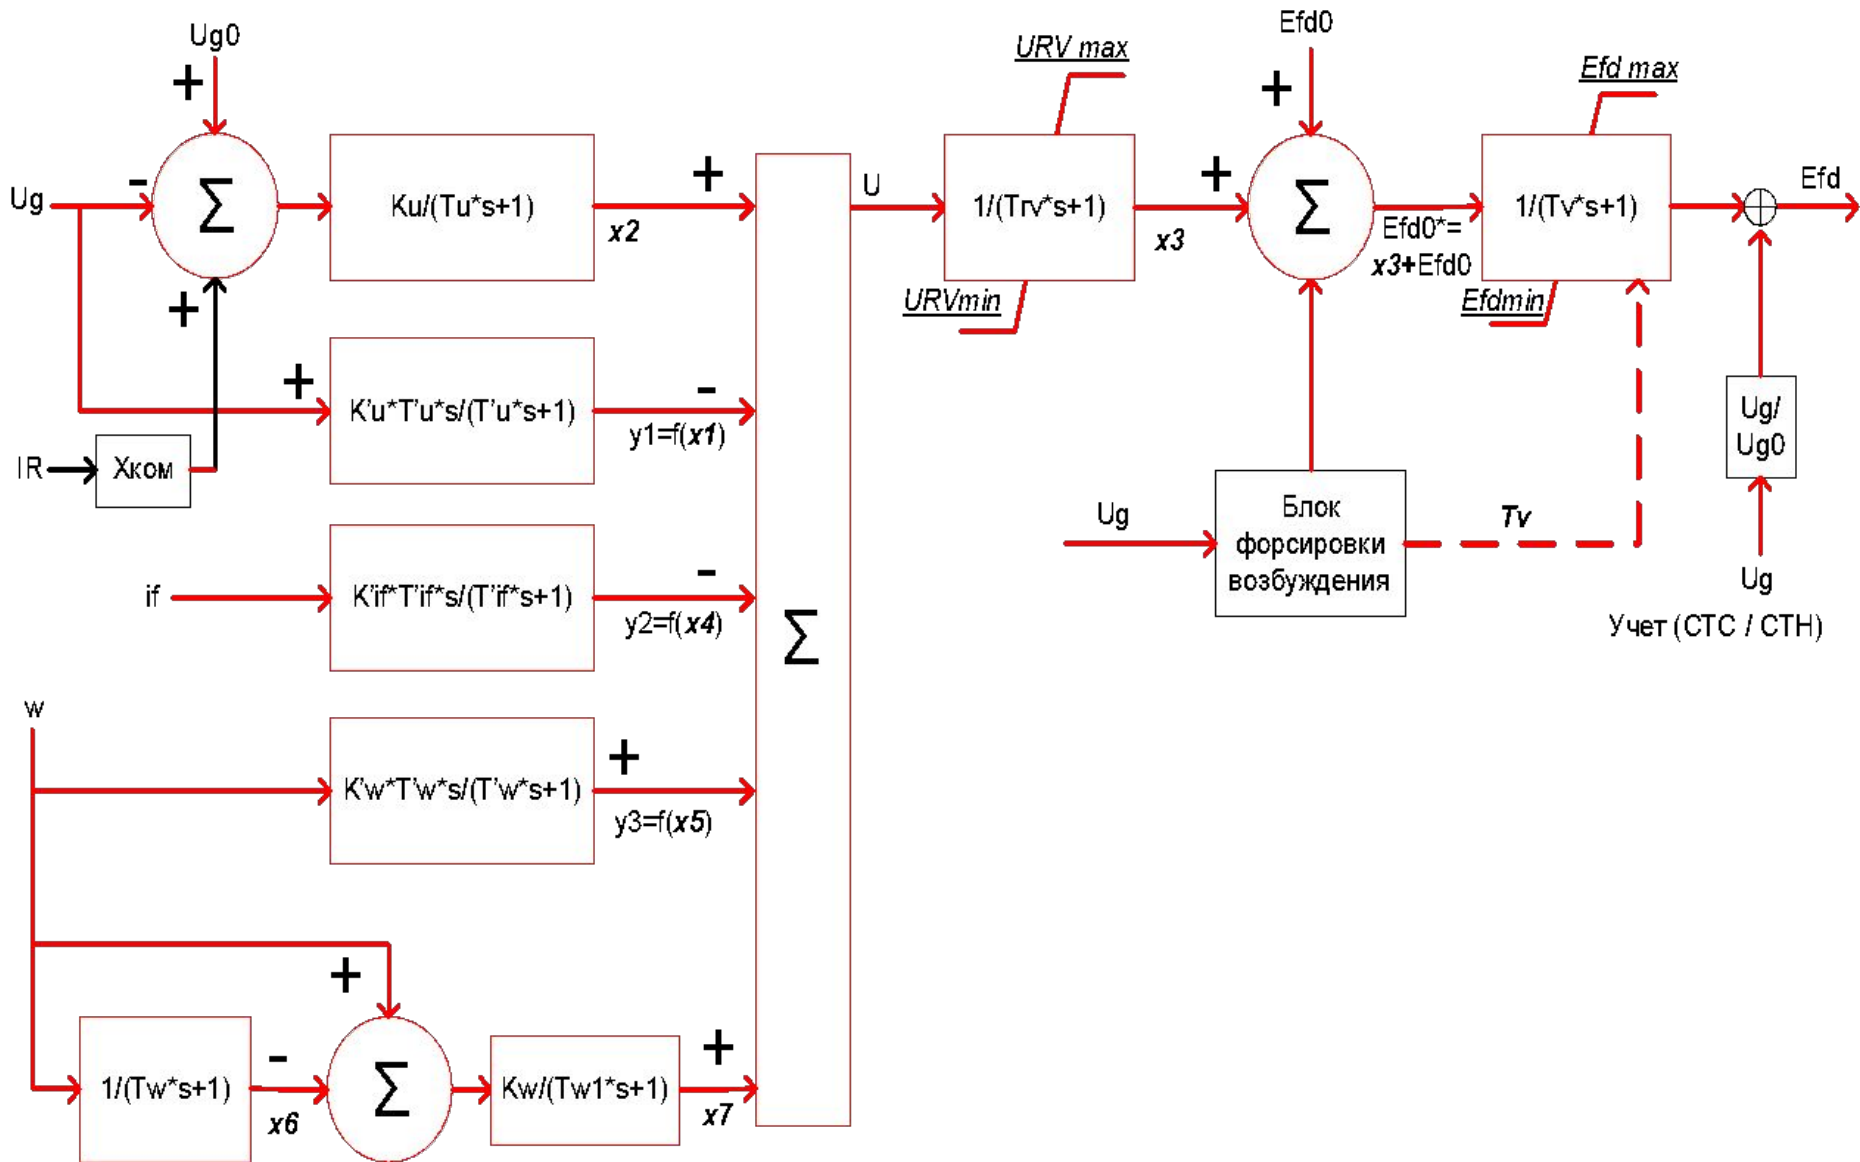 Ug0
+
-
Ug
Σ
+
Ku/(Tu*s+1)
+
x2
+
K'u*T'u*s/(T'u*s+1)
-
y1=f(x1)
IR
Хком
if
K'if*T'if*s/(T'if*s+1)
-
y2=f(x4)
w
K'w*T'w*s/(T'w*s+1)
+
y3=f(x5)
+
1/(Tw*s+1)
-
x6
Σ
Kw/(Tw1*s+1)
+
x7
Σ
U
URV max
1/(Trv*s+1)
URVmin
+
x3
Efd0
+
Σ
Efd0*=
x3+Efd0
Efd max
1/(Tv*s+1)
Efdmin
Efd
Ug
Блок
форсировки
возбуждения
Tv
Ug/
Ug0
Ug
Учет (СТС / СТН)